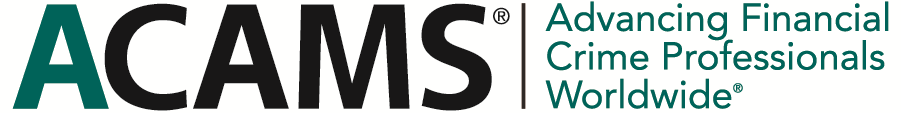 ACAMS®
Advancing Financial
Crime Professionals
Worldwide®